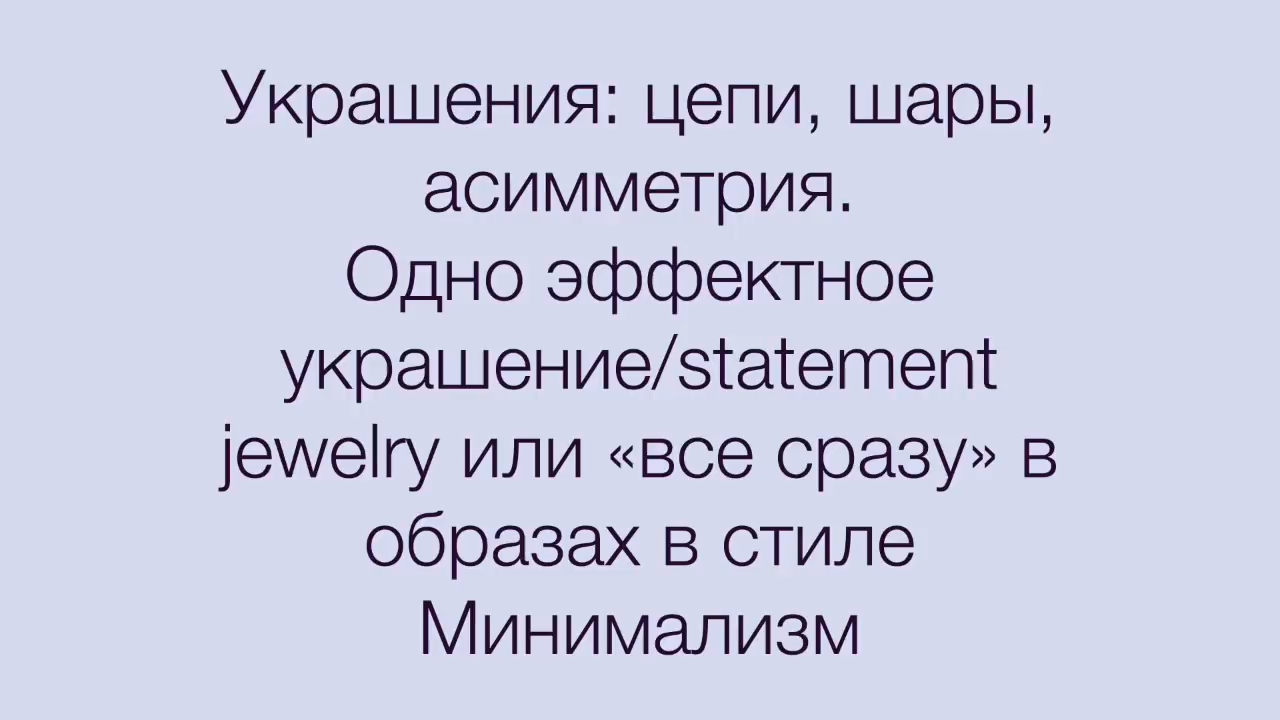 Украшения: цепи, шары,
асимметрия.
Одно эффектное
украшение/statement
jewelry или «все сразу» в
образах в стиле
Минимализм